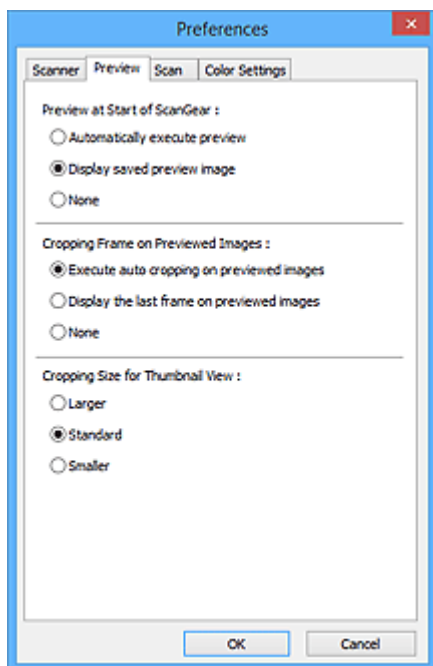 Preferences
Scanner Preview Scan Color Settings
Preview at Start of ScanGear :
Automatically execute preview
Display saved preview image
None
Cropping Frame on Previewed Images :
Execute auto cropping on previewed images
Display the last frame on previewed images
None
Cropping Size for Thumbnail View :
Larger
Standard
Smaller
OK Cancel